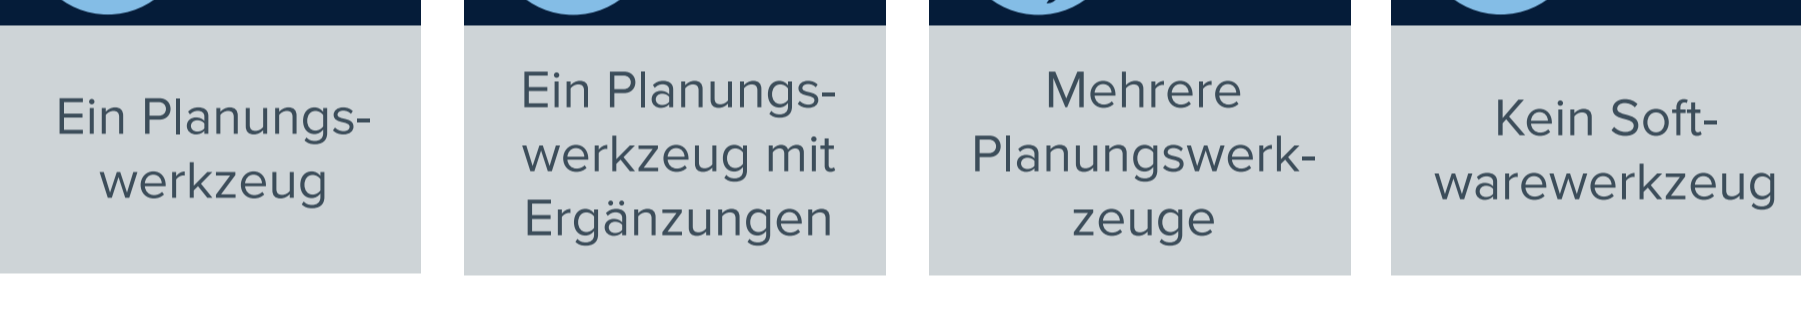 Ein Planungs-
werkzeug
Ein Planungs-
werkzeug mit
Ergänzungen
Mehrere
Planungswerk-
zeuge
Kein Soft-
warewerkzeug